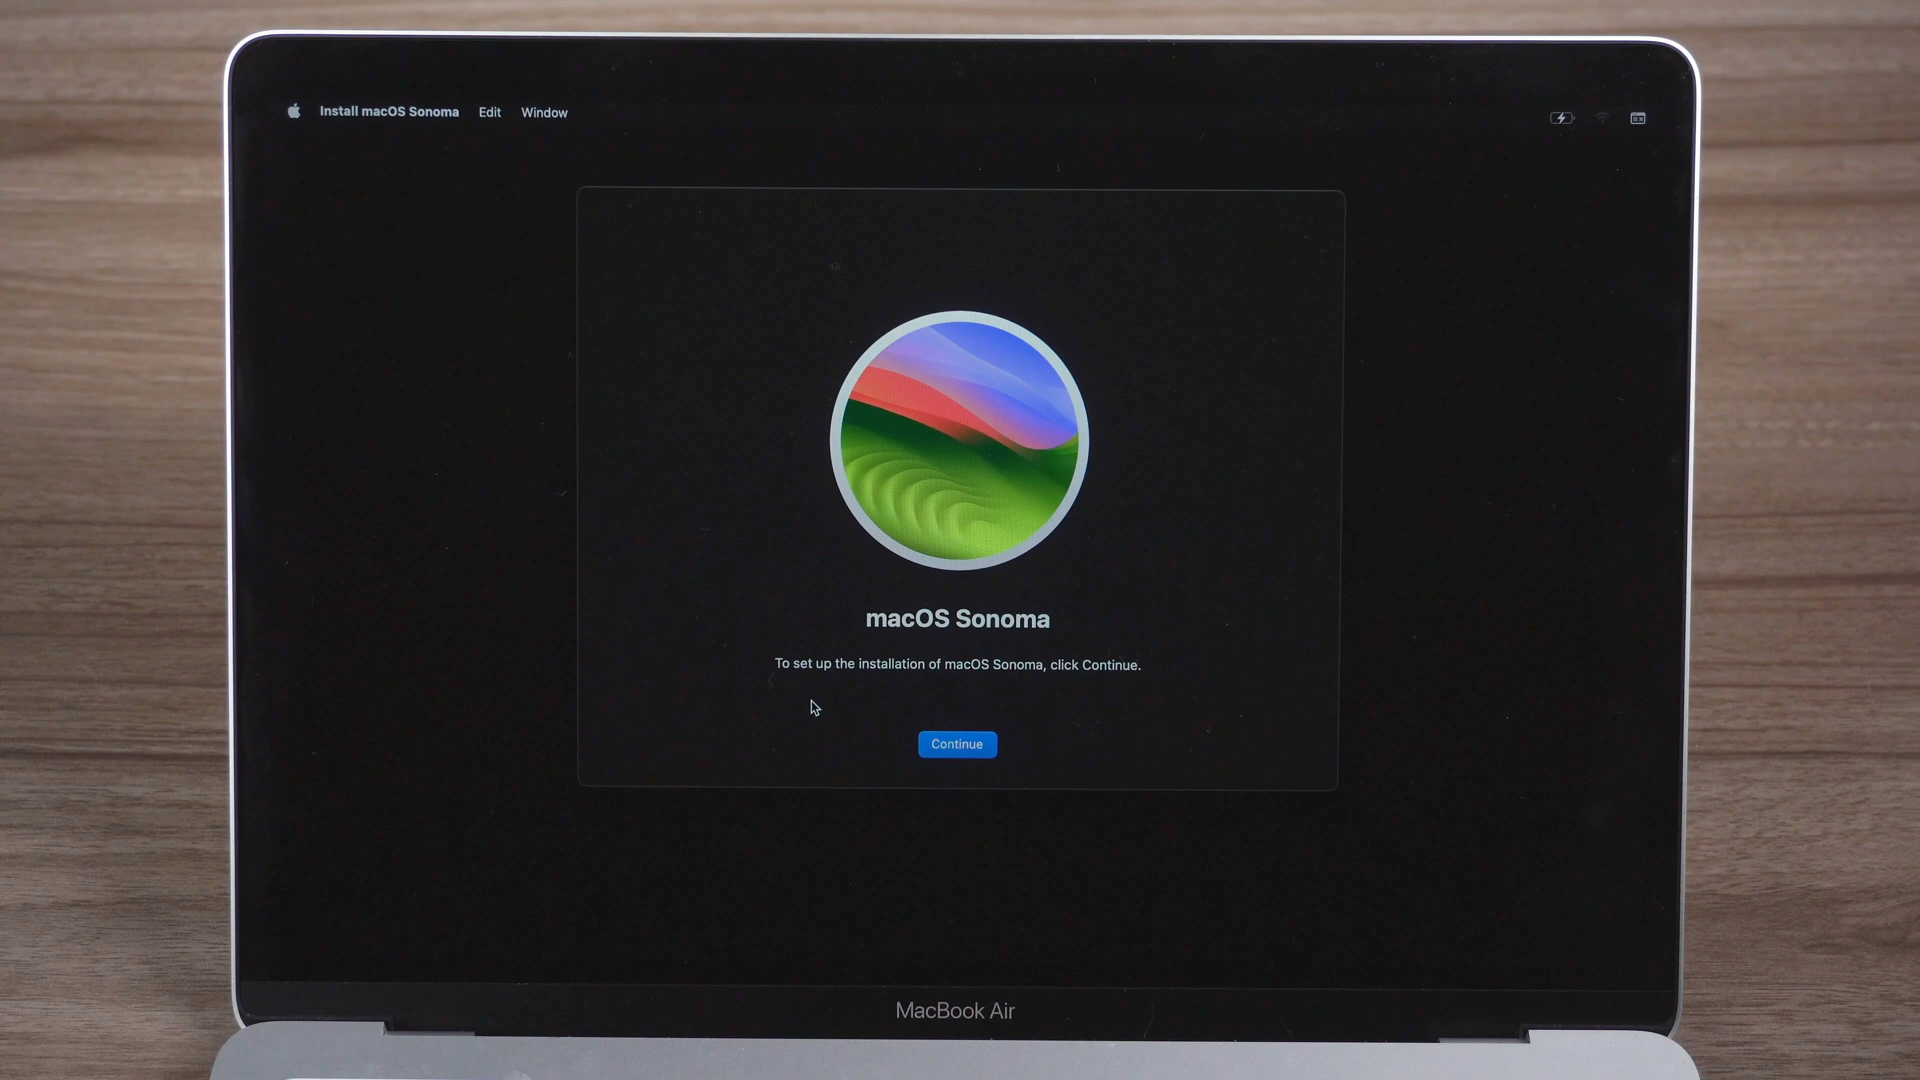 Install macOS Sonoma Edit Window
macOS Sonoma
To set up the installation of macOS Sonoma, click Continue.
Continue
MacBook Air